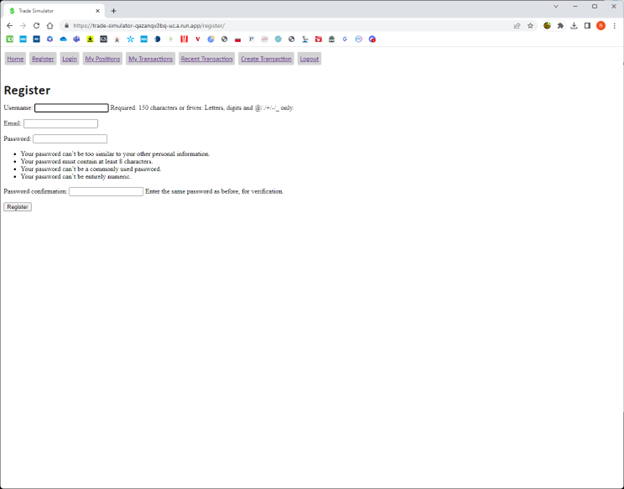 Trade Simulator
https://trade-simulator-qazanqx3bq-uc.a.run.app/register/
Home Register Login My Positions My Transactions Recent Transaction Create Transaction Logout
Register
Username: Required. 150 characters or fewer. Letters, digits and @/./+/-/_ only.
Email:
Password:
Your password can't be too similar to your other personal information.
Your password must contain at least 8 characters.
Your password can't be a commonly used password.
Your password can't be entirely numeric.
Password confirmation: Enter the same password as before, for verification.
Register